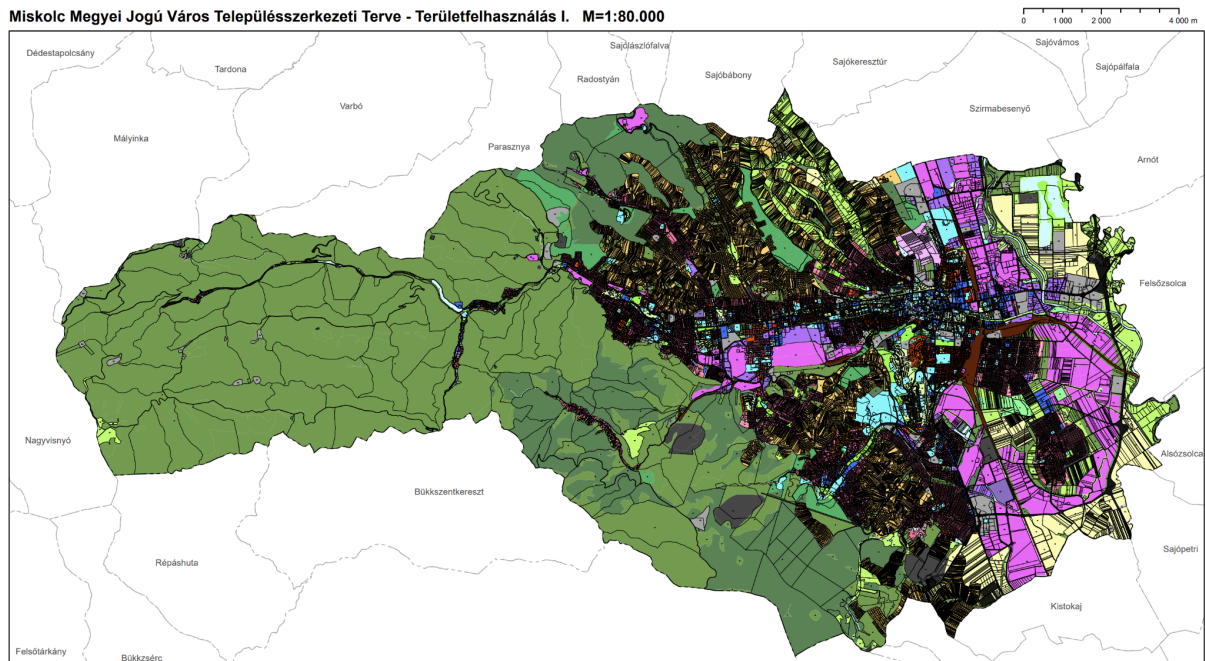 Miskolc Megyei Jogú Város Településszerkezeti Terve - Területfelhasználás I. M=1:80.000
0 1 000 2 000 4 000 m
Sajólászlófalva
Sajóvámos
Dédestapolcsány
Sajókeresztúr
Tardona
Radostyán
Sajóbábony
Sajópálfala
Varbó
Szirmabesenyő
Mályinka
Parasznya
Arnót
Felsőzsolca
Nagyvisnyó
Alsózsolca
Bükkszentkereszt
Sajópetri
Répáshuta
Kistokaj
Felsőtárkány
Bükkzsérc